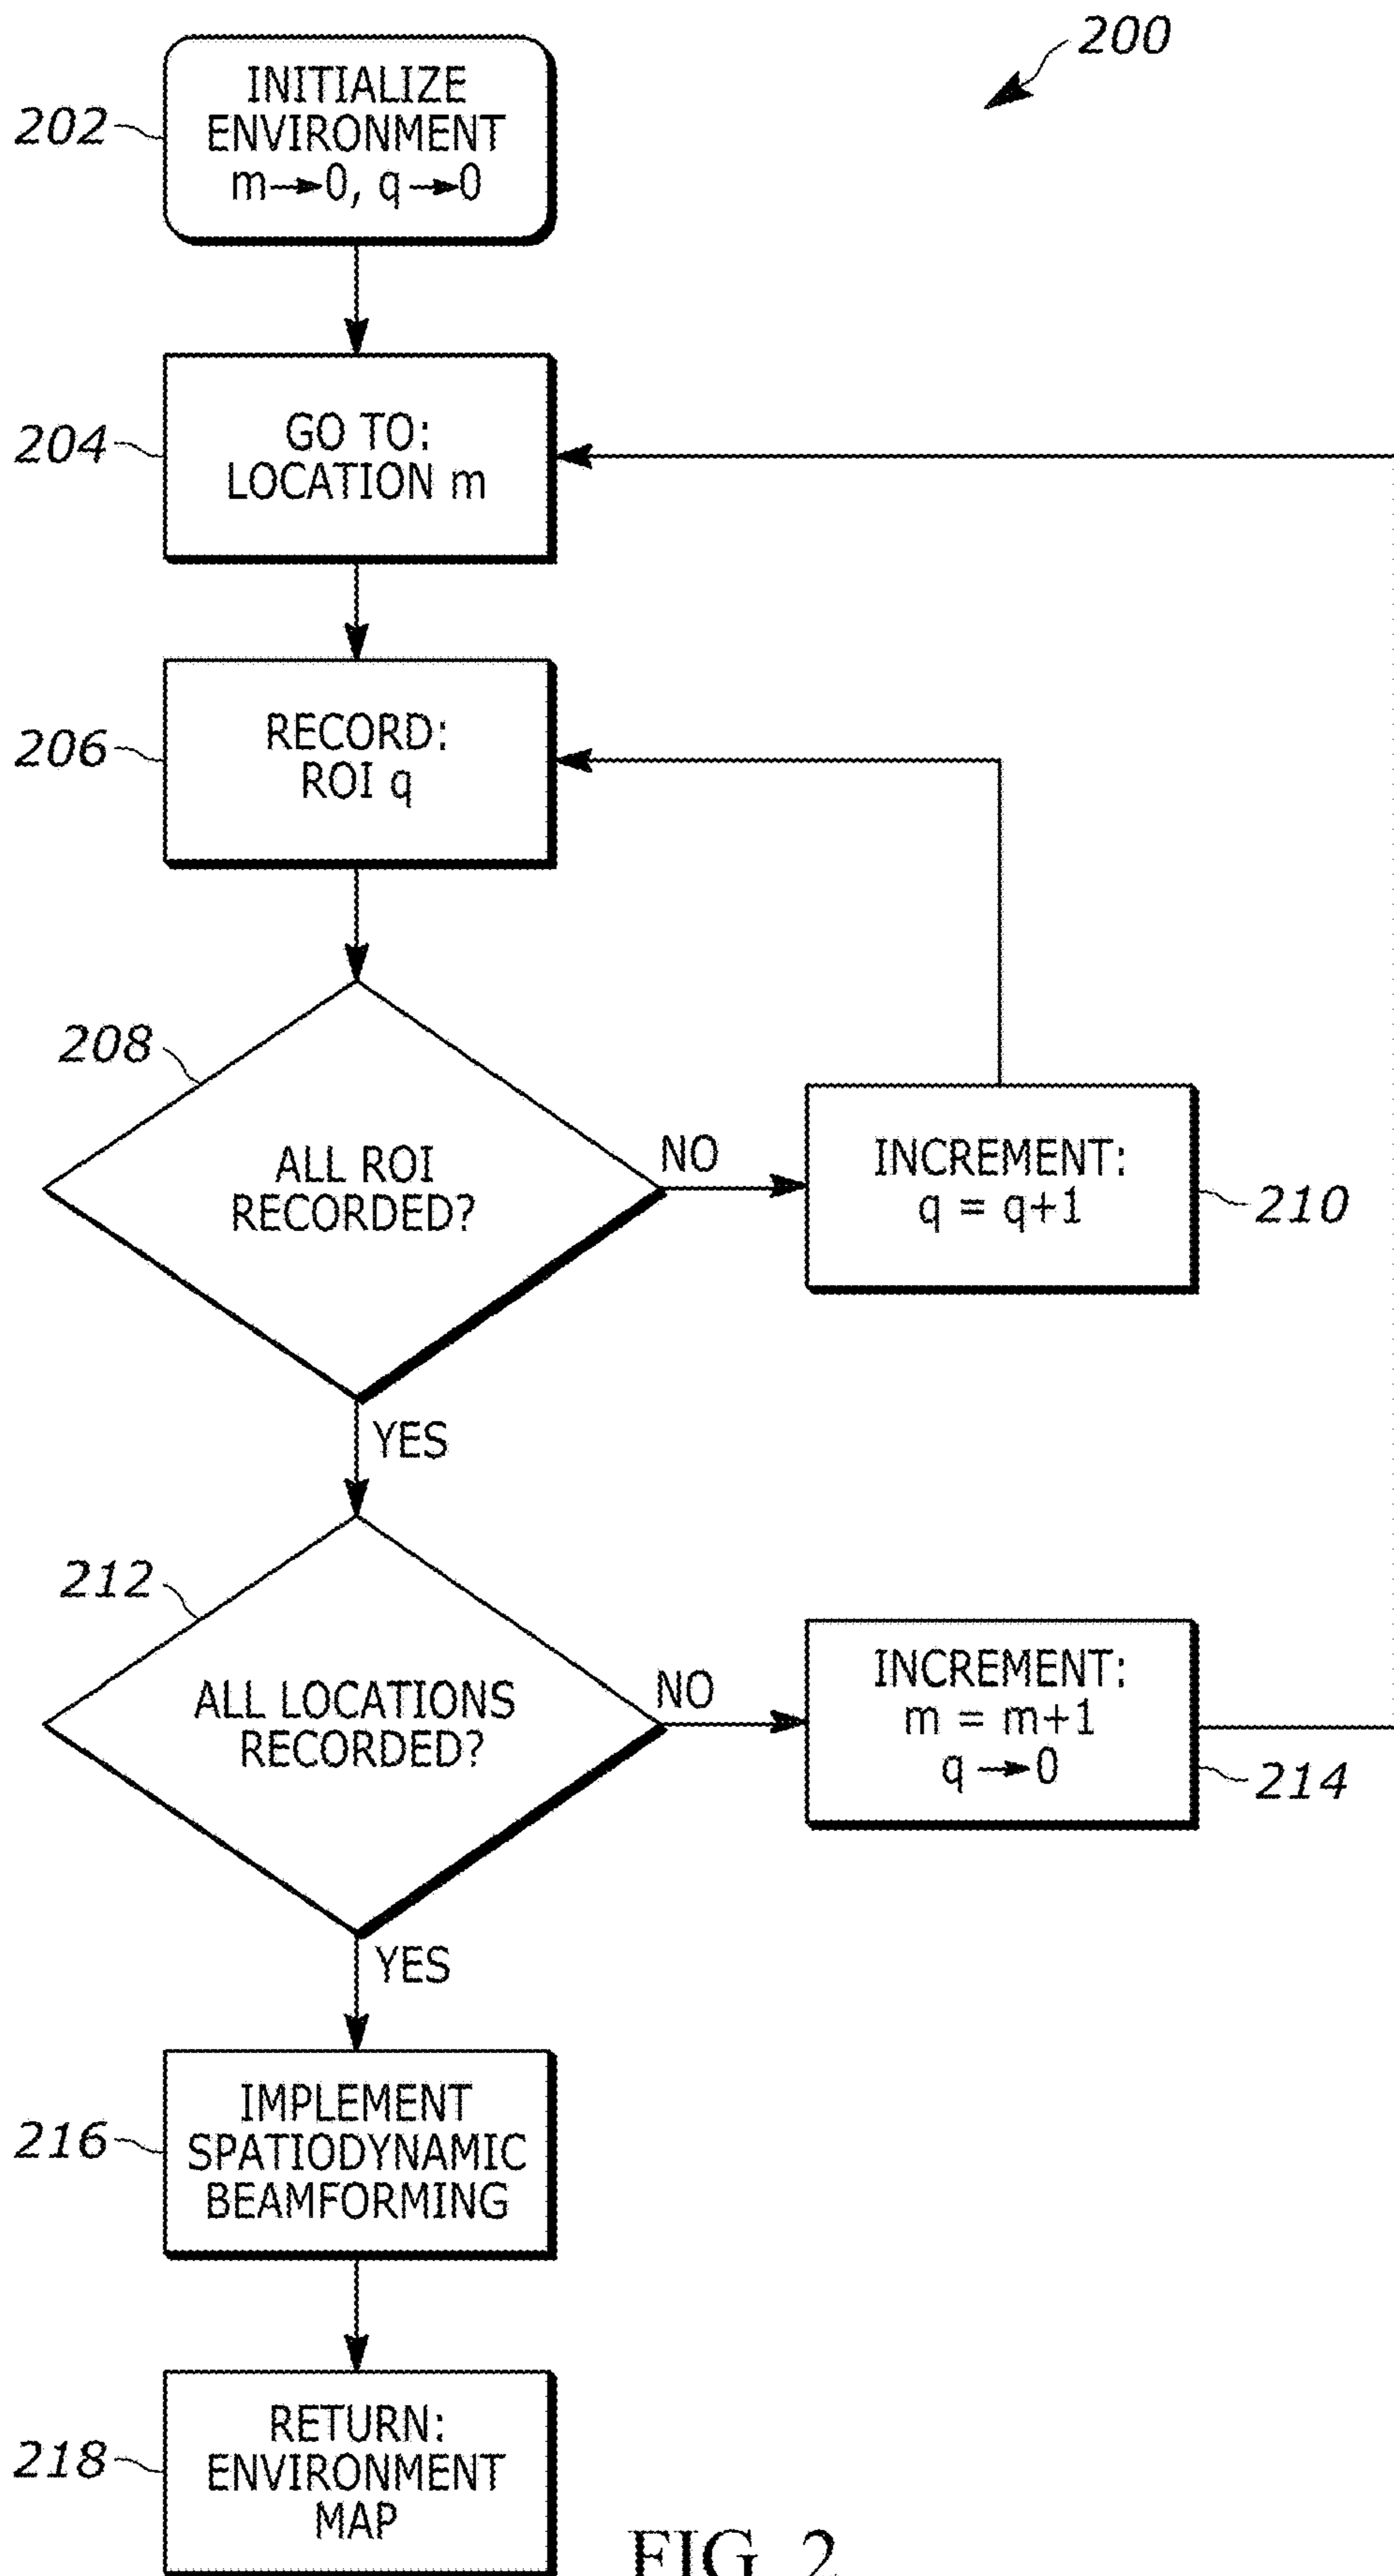 200
202
INITIALIZE
ENVIRONMENT
m→0, q→0
204
GO TO:
LOCATION m
206
RECORD:
ROI q
208
ALL ROI
RECORDED?
NO
INCREMENT:
q = q+1
210
YES
212
ALL LOCATIONS
RECORDED?
NO
INCREMENT:
m = m+1
q→0
214
YES
216
IMPLEMENT
SPATIODYNAMIC
BEAMFORMING
218
RETURN:
ENVIRONMENT
MAP
FIG. 2